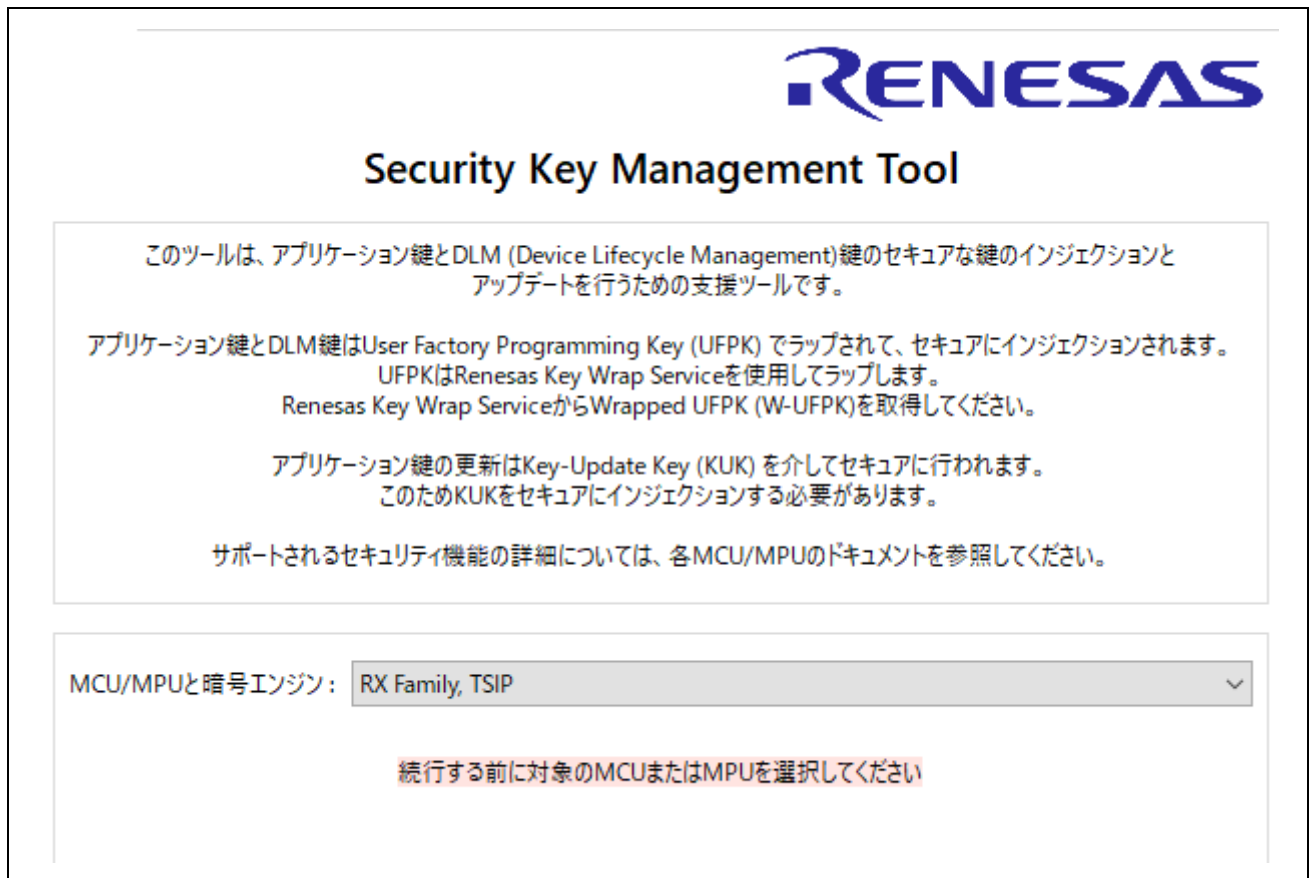 RENESAS
Security Key Management Tool
このツールは、アプリケーション鍵とDLM (Device Lifecycle Management)鍵のセキュアな鍵のインジェクションと
アップデートを行うための支援ツールです。
アプリケーション鍵とDLM鍵はUser Factory Programming Key (UFPK) でラップされて、セキュアにインジェクションされます。
UFPKはRenesas Key Wrap Serviceを使用してラップします。
Renesas Key Wrap ServiceからWrapped UFPK (W-UFPK)を取得してください。
アプリケーション鍵の更新はKey-Update Key (KUK) を介してセキュアに行われます。
このためKUKをセキュアにインジェクションする必要があります。
サポートされるセキュリティ機能の詳細については、各MCU/MPUのドキュメントを参照してください。
MCU/MPUと暗号エンジン : RX Family, TSIP
続行する前に対象のMCUまたはMPUを選択してください